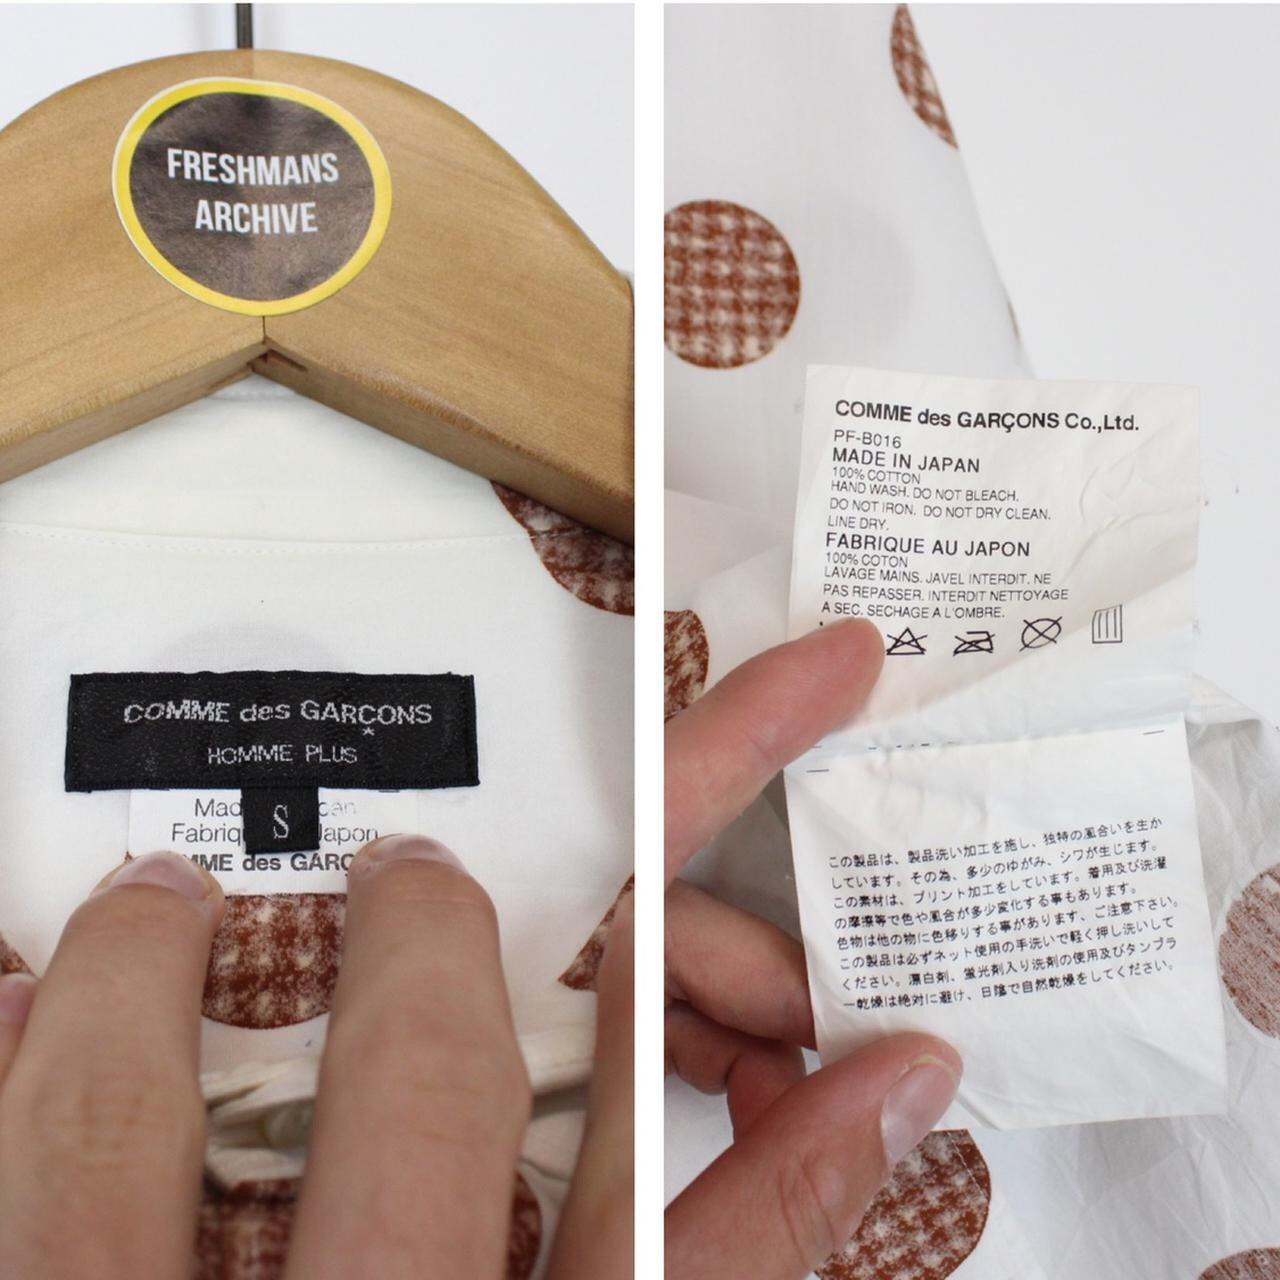 FRESHMANS
ARCHIVE
COMME des GARÇONS
HOMME PLUS
S
Mad an
Fabriq Japon
MME des GARÇ
COMME des GARÇONS Co.,Ltd.
PF-B016
MADE IN JAPAN
100% COTTON
HAND WASH. DO NOT BLEACH.
DO NOT IRON. DO NOT DRY CLEAN.
LINE DRY.
FABRIQUE AU JAPON
100% COTON
LAVAGE MAINS. JAVEL INTERDIT. NE
PAS REPASSER. INTERDIT NETTOYAGE
A SEC. SECHAGE A L'OMBRE.
この製品は、製品洗い加工を施し、独特の風合いを生か
しています。その為、多少のゆがみ、シワが生じます。
この素材は、プリント加工をしています。着用及び洗濯
の摩擦等で色や風合が多少変化する事もあります。
色物は他の物に色移りする事があります、ご注意下さい。
この製品は必ずネット使用の手洗いで軽く押し洗いして
ください。漂白剤、蛍光剤入り洗剤の使用及びタンブラ
ー乾燥は絶対に避け、日陰で自然乾燥をしてください。